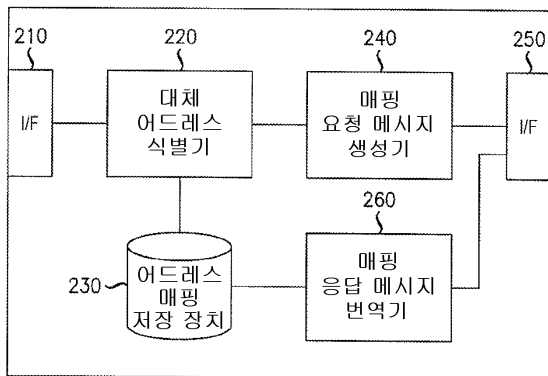 210
220
240
250
I/F
대체
어드레스
식별기
매핑
요청 메시지
생성기
I/F
260
230
어드레스
매핑
저장 장치
매핑
응답 메시지
번역기